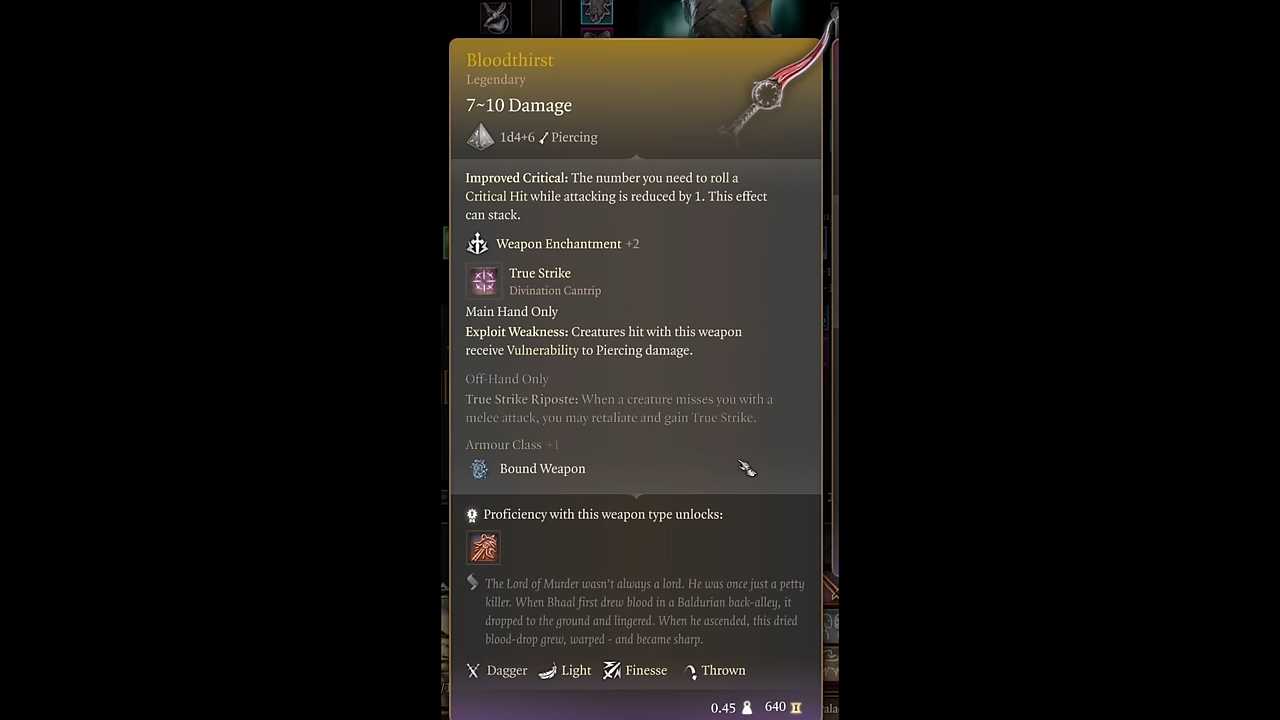 Bloodthirst
Legendary
7~10 Damage
1d4+6 Piercing
Improved Critical: The number you need to roll a
Critical Hit while attacking is reduced by 1. This effect
can stack.
Weapon Enchantment +2
True Strike
Divination Cantrip
Main Hand Only
Exploit Weakness: Creatures hit with this weapon
receive Vulnerability to Piercing damage.
Off-Hand Only
True Strike Riposte: When a creature misses you with a
melee attack, you may retaliate and gain True Strike.
Armour Class +1
Bound Weapon
Proficiency with this weapon type unlocks:
The Lord of Murder wasn't always a lord. He was once just a petty
killer. When Bhaal first drew blood in a Baldurian back-alley, it
dropped to the ground and lingered. When he ascended, this dried
blood-drop grew, warped - and became sharp.
Dagger Light Finesse Thrown
0.45 640